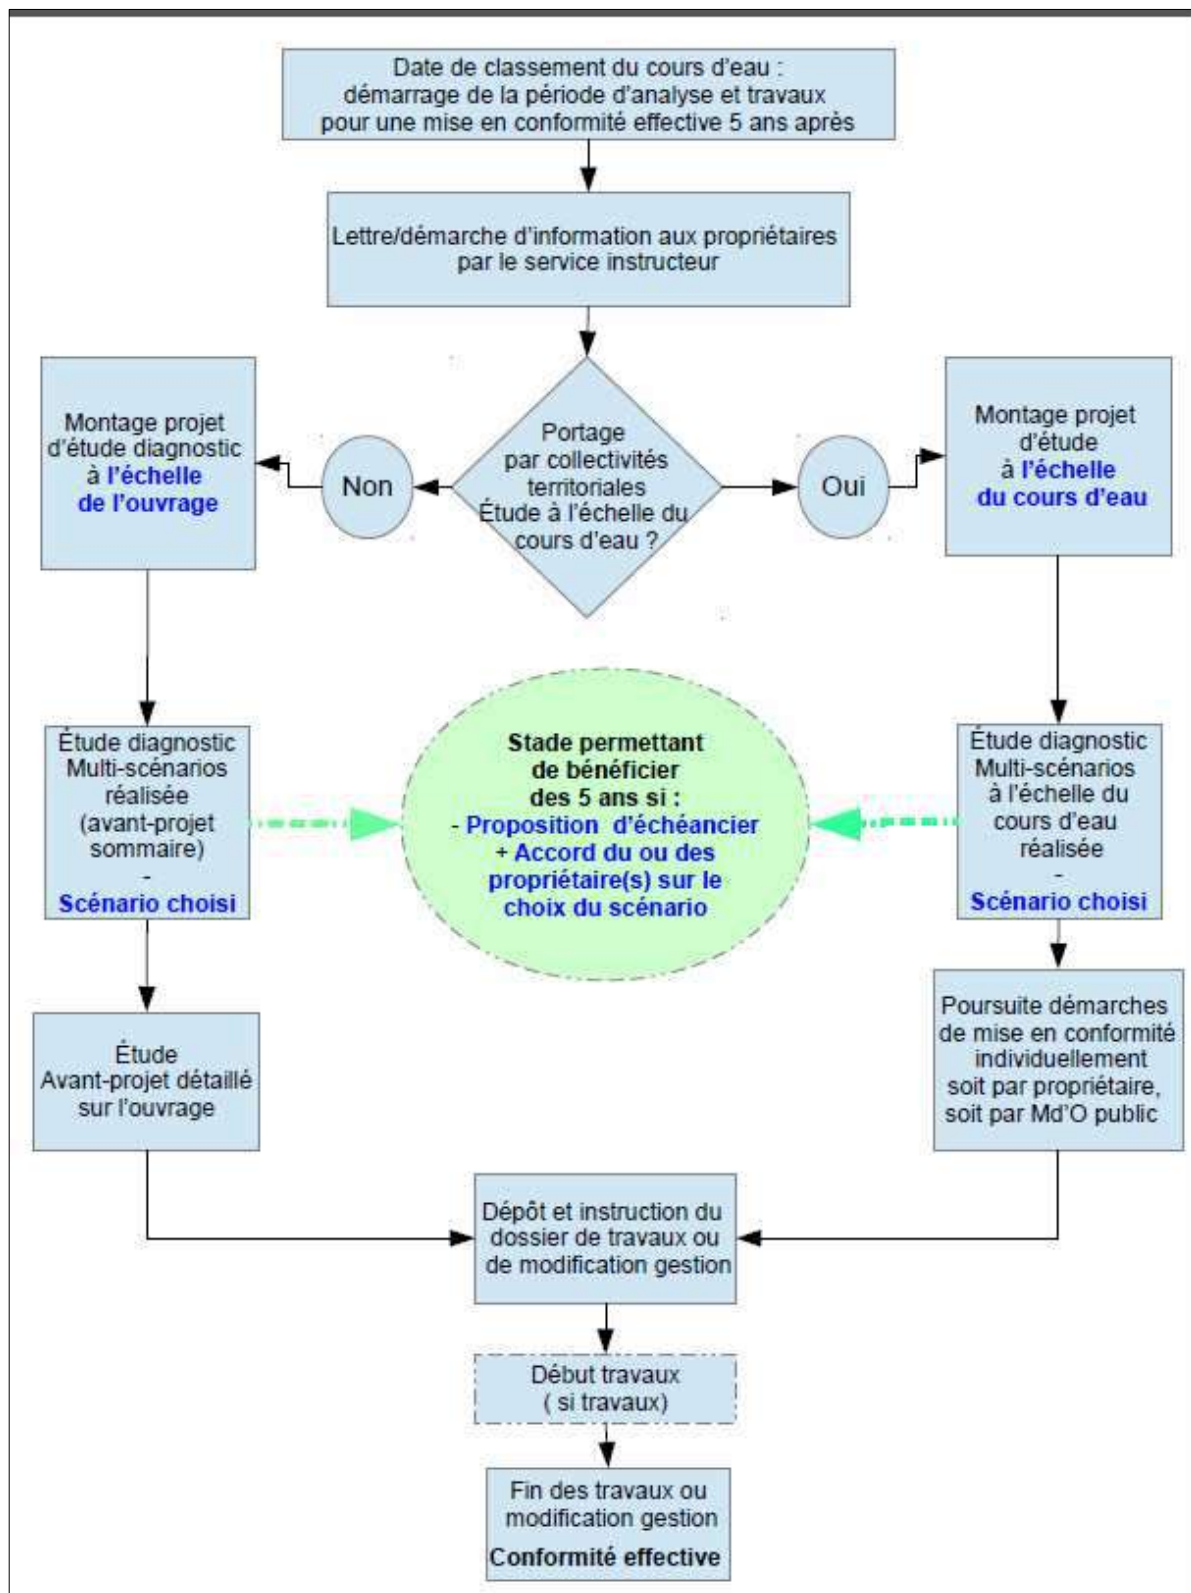 Date de classement du cours d'eau :
démarrage de la période d'analyse et travaux
pour une mise en conformité effective 5 ans après
Lettre/démarche d'information aux propriétaires
par le service instructeur
Portage
par collectivités
territoriales
Étude à l'échelle du
cours d'eau ?
Non
Oui
Montage projet
d'étude diagnostic
à l'échelle
de l'ouvrage
Montage projet
d'étude
à l'échelle
du cours d'eau
Étude diagnostic
Multi-scénarios
réalisée
(avant-projet
sommaire)
-
Scénario choisi
Stade permettant
de bénéficier
des 5 ans si :
- Proposition d'échéancier
+ Accord du ou des
propriétaire(s) sur le
choix du scénario
Étude diagnostic
Multi-scénarios
à l'échelle du
cours d'eau
réalisée
-
Scénario choisi
Étude
Avant-projet détaillé
sur l'ouvrage
Poursuite démarches
de mise en conformité
individuellement
soit par propriétaire,
soit par Md'O public
Dépôt et instruction du
dossier de travaux ou
de modification gestion
Début travaux
( si travaux)
Fin des travaux ou
modification gestion
Conformité effective